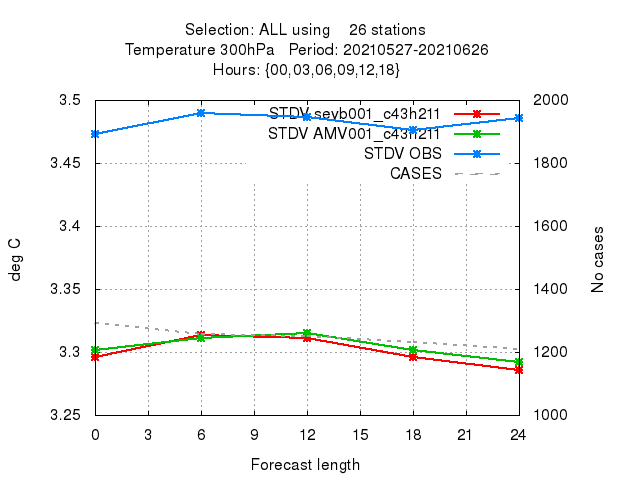 Selection: ALL using 26 stations
Temperature 300hPa Period: 20210527-20210626
Hours: {00,03,06,09,12,18}
3.5
3.45
3.4
3.35
3.3
3.25
2000
1800
1600
1400
1200
1000
deg C
No cases
STDV sevb001_c43h211
STDV AMV001_c43h211
STDV OBS
CASES
0 3 6 9 12 15 18 21 24
Forecast length